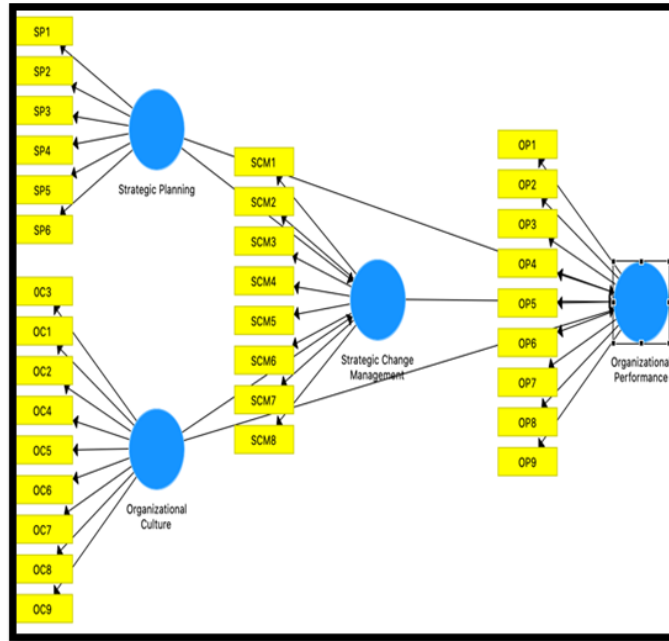 SP1
SP2
SP3
SP4
SP5
SP6
Strategic Planning
OC3
OC1
OC2
OC4
OC5
OC6
OC7
OC8
OC9
Organizational
Culture
SCM1
SCM2
SCM3
SCM4
SCM5
SCM6
SCM7
SCM8
Strategic Change
Management
OP1
OP2
OP3
OP4
OP5
OP6
OP7
OP8
OP9
Organizational
Performance